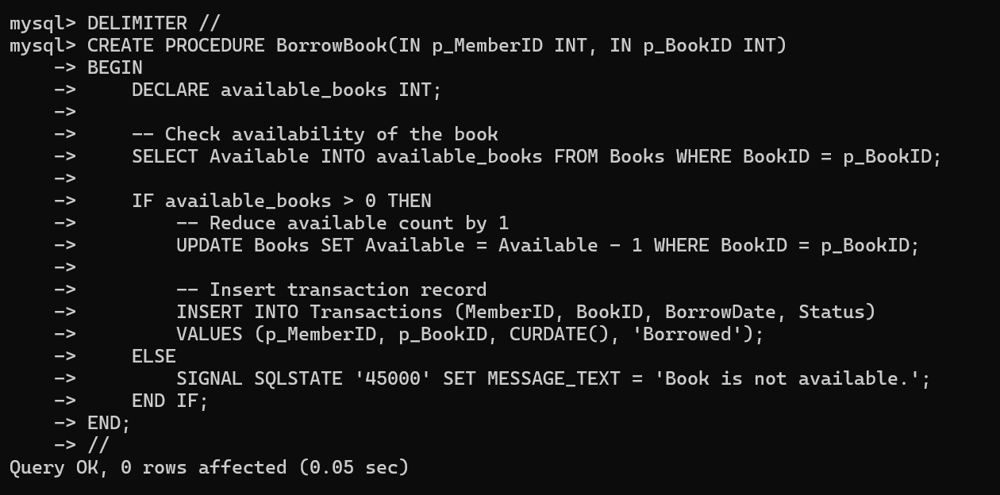 mysql> DELIMITER //
mysql> CREATE PROCEDURE BorrowBook(IN p_MemberID INT, IN p_BookID INT)
    -> BEGIN
    ->     DECLARE available_books INT;
    ->
    ->     -- Check availability of the book
    ->     SELECT Available INTO available_books FROM Books WHERE BookID = p_BookID;
    ->
    ->     IF available_books > 0 THEN
    ->         -- Reduce available count by 1
    ->         UPDATE Books SET Available = Available - 1 WHERE BookID = p_BookID;
    ->
    ->         -- Insert transaction record
    ->         INSERT INTO Transactions (MemberID, BookID, BorrowDate, Status)
    ->         VALUES (p_MemberID, p_BookID, CURDATE(), 'Borrowed');
    ->     ELSE
    ->         SIGNAL SQLSTATE '45000' SET MESSAGE_TEXT = 'Book is not available.';
    ->     END IF;
    -> END;
    -> //
Query OK, 0 rows affected (0.05 sec)